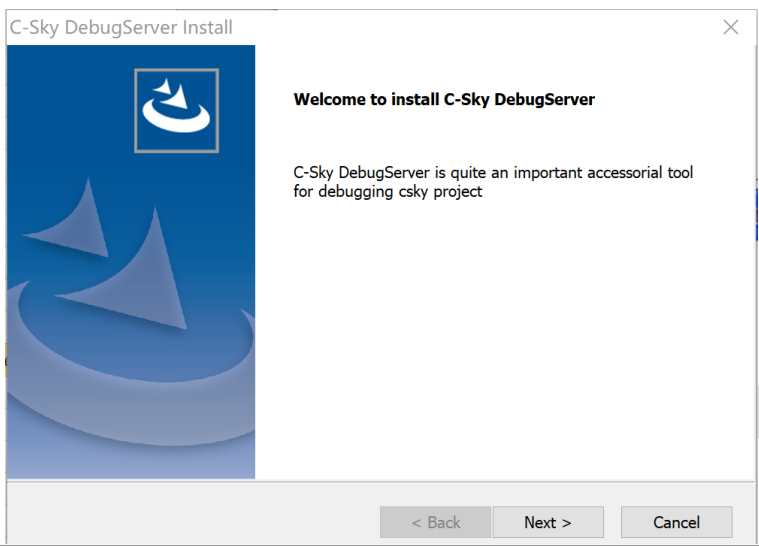 C-Sky DebugServer Install
Welcome to install C-Sky DebugServer
C-Sky DebugServer is quite an important accessorial tool
for debugging csky project
< Back
Next >
Cancel